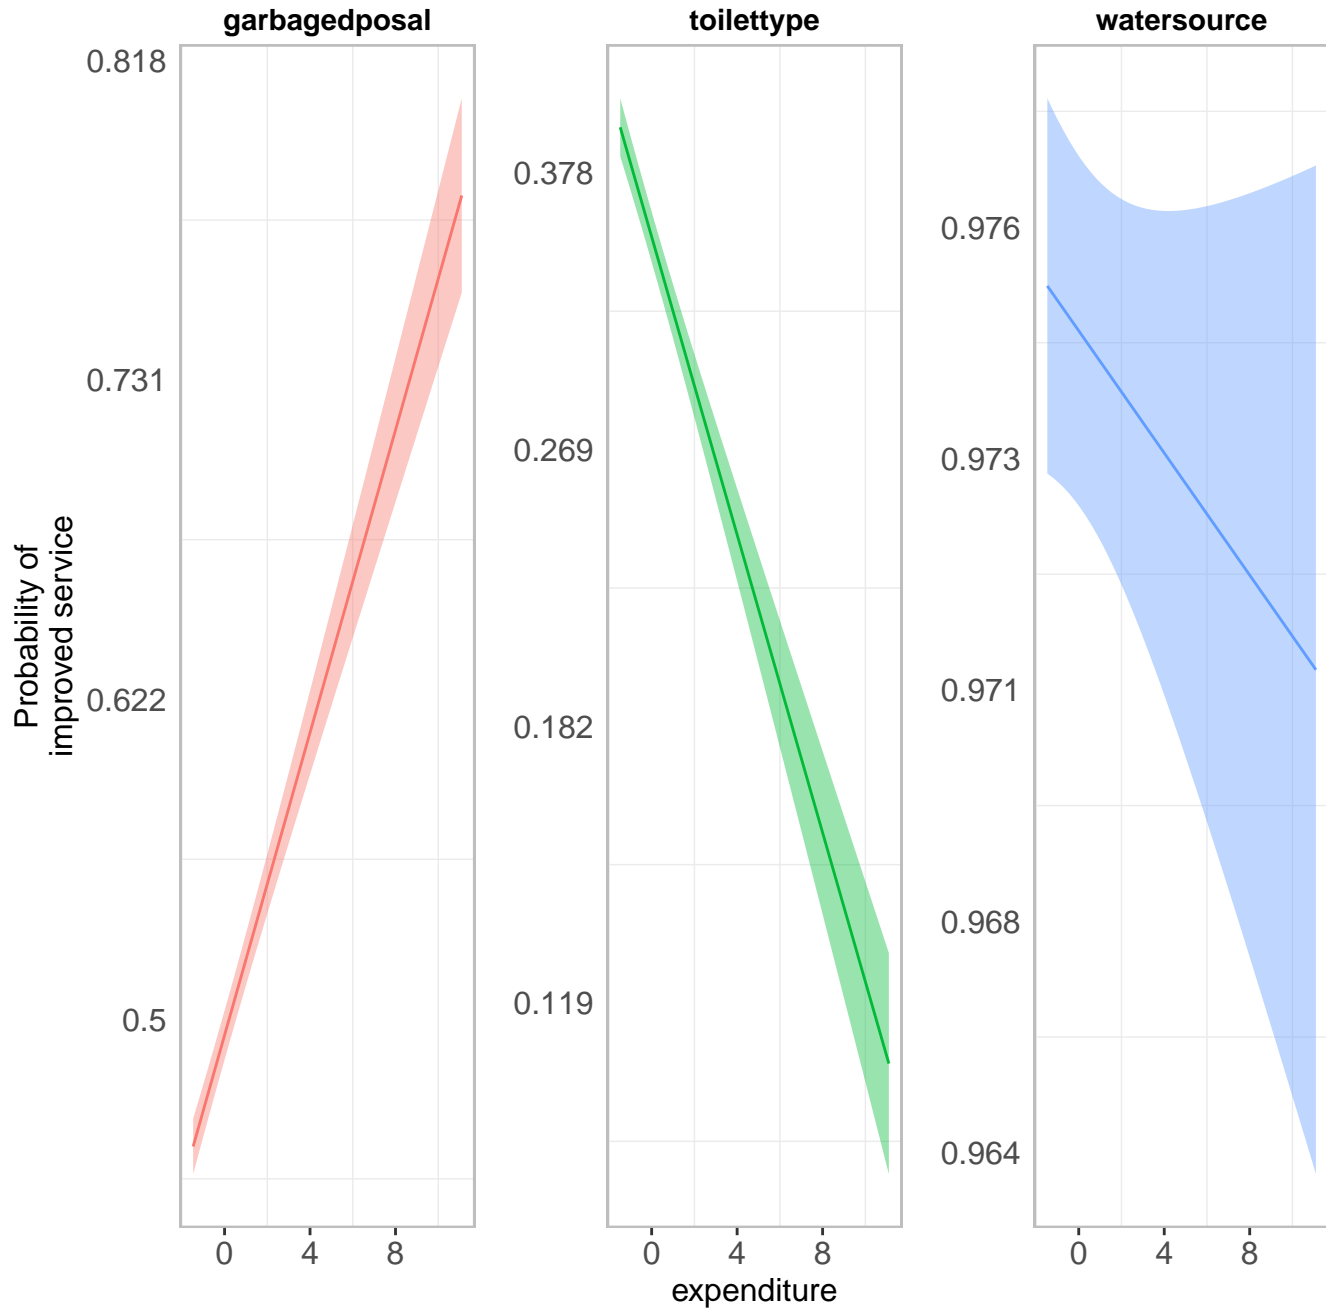 garbagedposal
toilettype
watersource
Probability of
improved service
0.818
0.731
0.622
0.5
0.378
0.269
0.182
0.119
0.976
0.973
0.971
0.968
0.964
0 4 8
0 4 8
0 4 8
expenditure